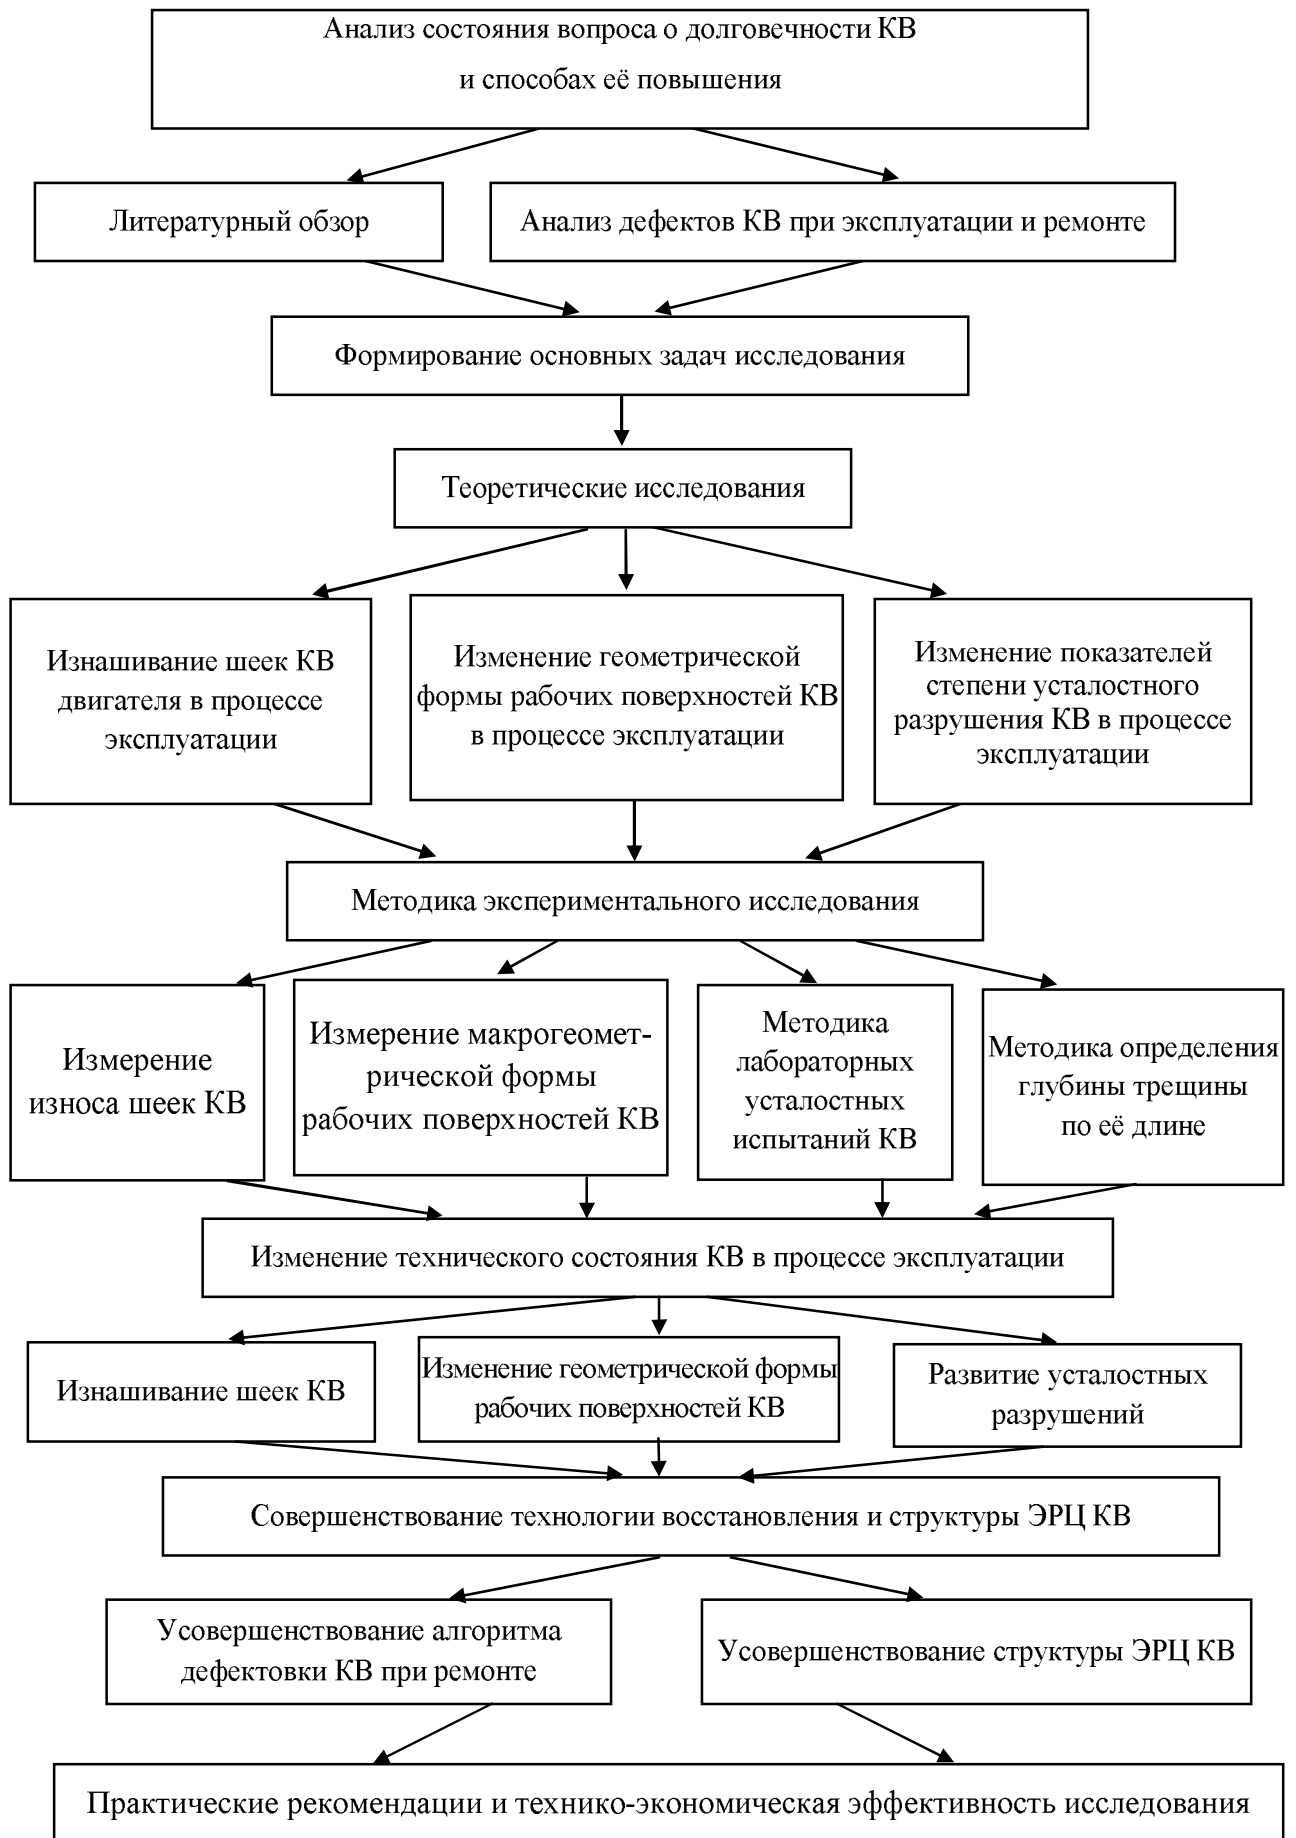 Анализ состояния вопроса о долговечности КВ
и способах её повышения
Литературный обзор
Анализ дефектов КВ при эксплуатации и ремонте
Формирование основных задач исследования
Теоретические исследования
Изнашивание шеек КВ
двигателя в процессе
эксплуатации
Изменение геометрической
формы рабочих поверхностей КВ
в процессе эксплуатации
Изменение показателей
степени усталостного
разрушения КВ в процессе
эксплуатации
Методика экспериментального исследования
Измерение
износа шеек КВ
Измерение макрогеомет-
рической формы
рабочих поверхностей КВ
Методика
лабораторных
усталостных
испытаний КВ
Методика определения
глубины трещины
по её длине
Изменение технического состояния КВ в процессе эксплуатации
Изнашивание шеек КВ
Изменение геометрической формы
рабочих поверхностей КВ
Развитие усталостных
разрушений
Совершенствование технологии восстановления и структуры ЭРЦ КВ
Усовершенствование алгоритма
дефектовки КВ при ремонте
Усовершенствование структуры ЭРЦ КВ
Практические рекомендации и технико-экономическая эффективность исследования